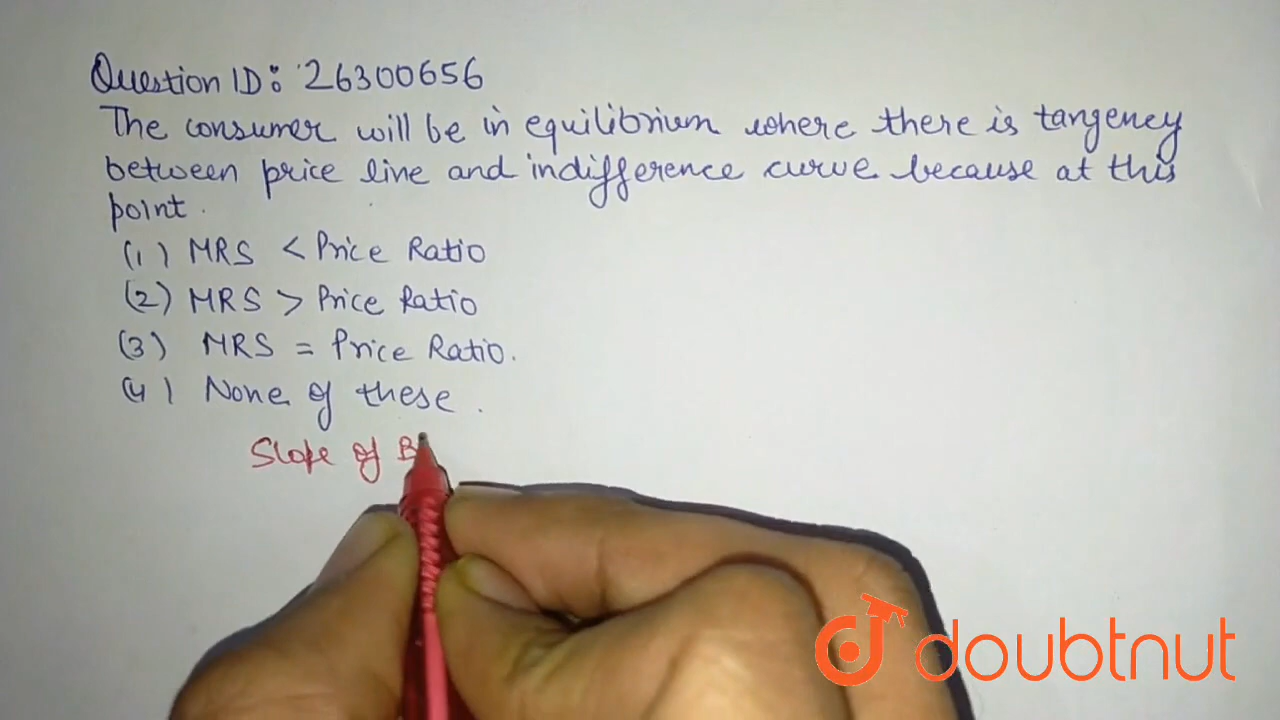 Question ID: 26300656
The consumer will be in equilibrium where there is tangency
between price line and indifference curve because at this
point.
(1) MRS < Price Ratio
(2) MRS > Price Ratio
(3) MRS = Price Ratio.
(4) None of these.
Slope of B
doubtnut